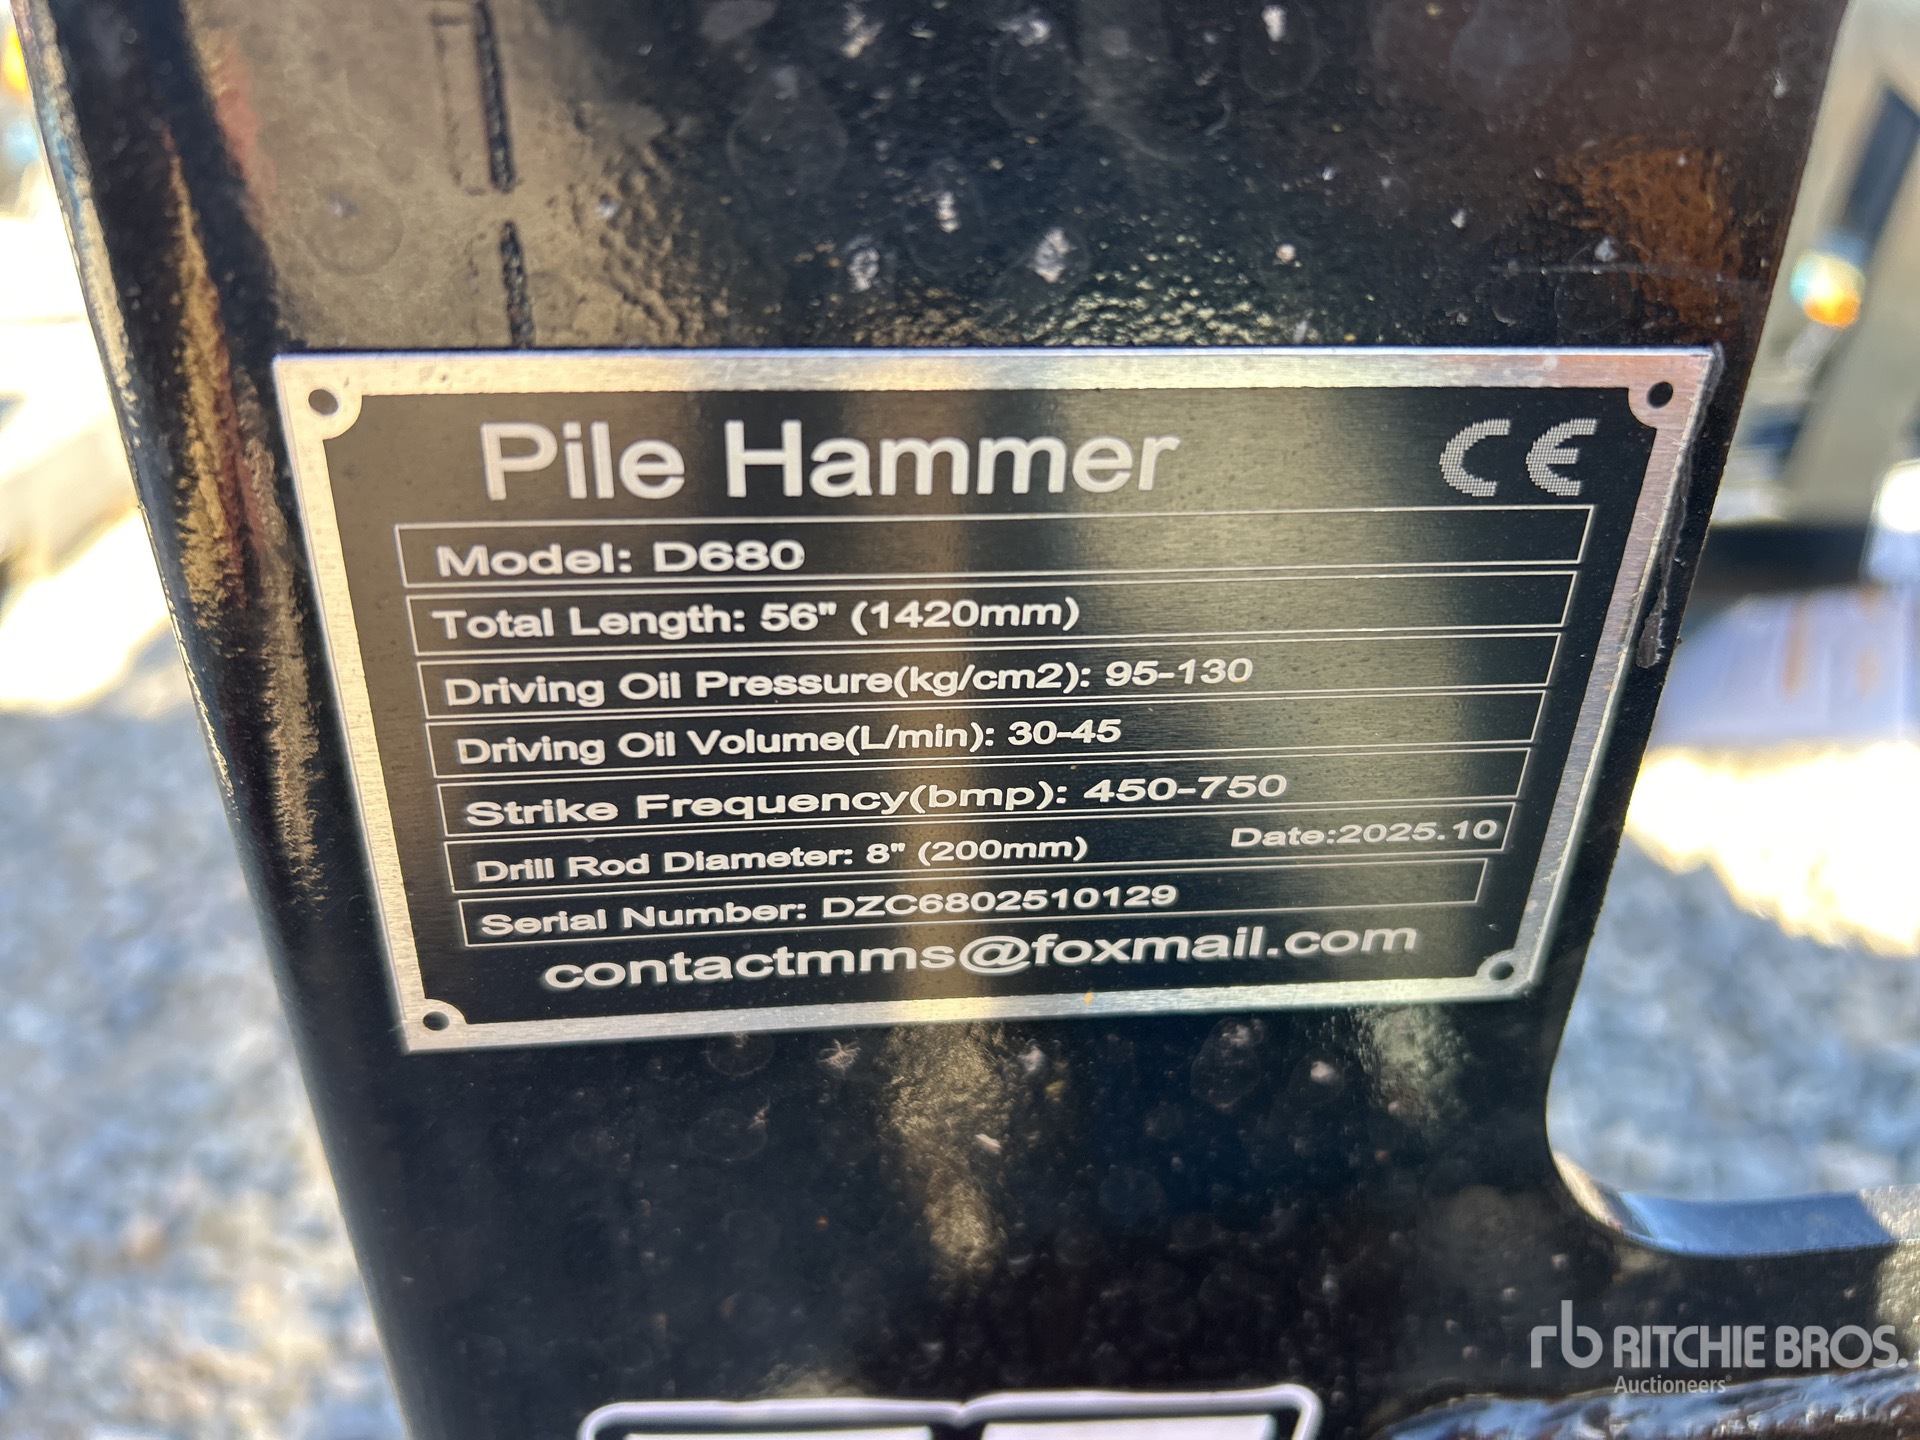 Pile Hammer CE
Model: D680
Total Length: 56" (1420mm)
Driving Oil Pressure(kg/cm2): 95-130
Driving Oil Volume(L/min): 30-45
Strike Frequency(bmp): 450-750
Drill Rod Diameter: 8" (200mm) Date:2025.10
Serial Number: DZC6802510129
contactmms@foxmail.com
rb RITCHIE BROS.
Auctioneers